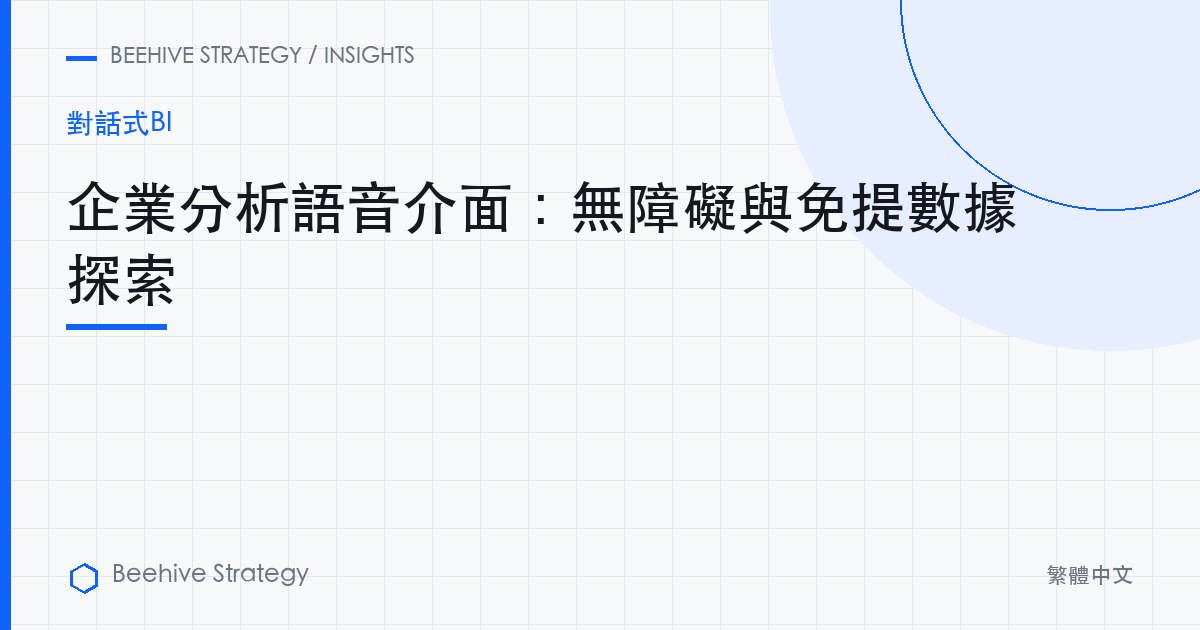 BEEHIVE STRATEGY / INSIGHTS
對話式BI
企業分析語音介面：無障礙與免提數據
探索
Beehive Strategy
繁體中文